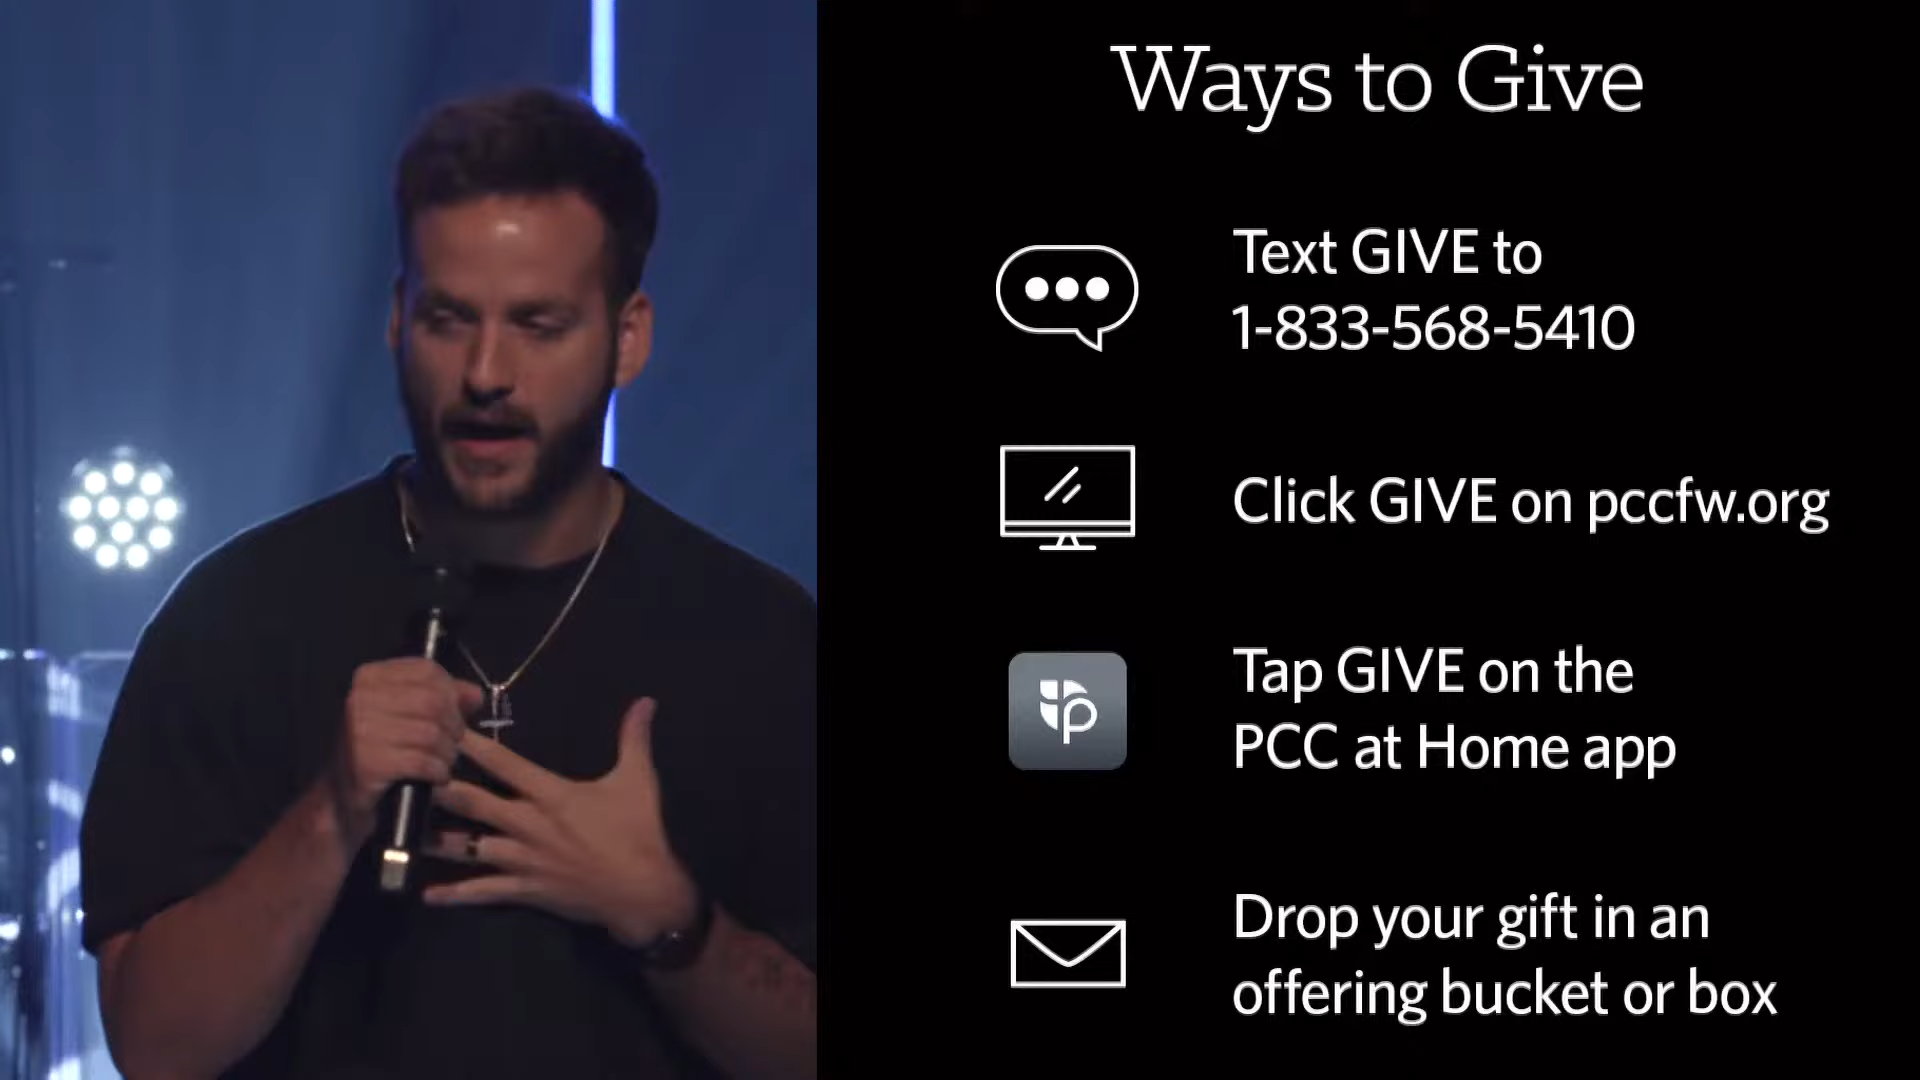 Ways to Give
Text GIVE to
1-833-568-5410
Click GIVE on pccfw.org
Tap GIVE on the
PCC at Home app
Drop your gift in an
offering bucket or box